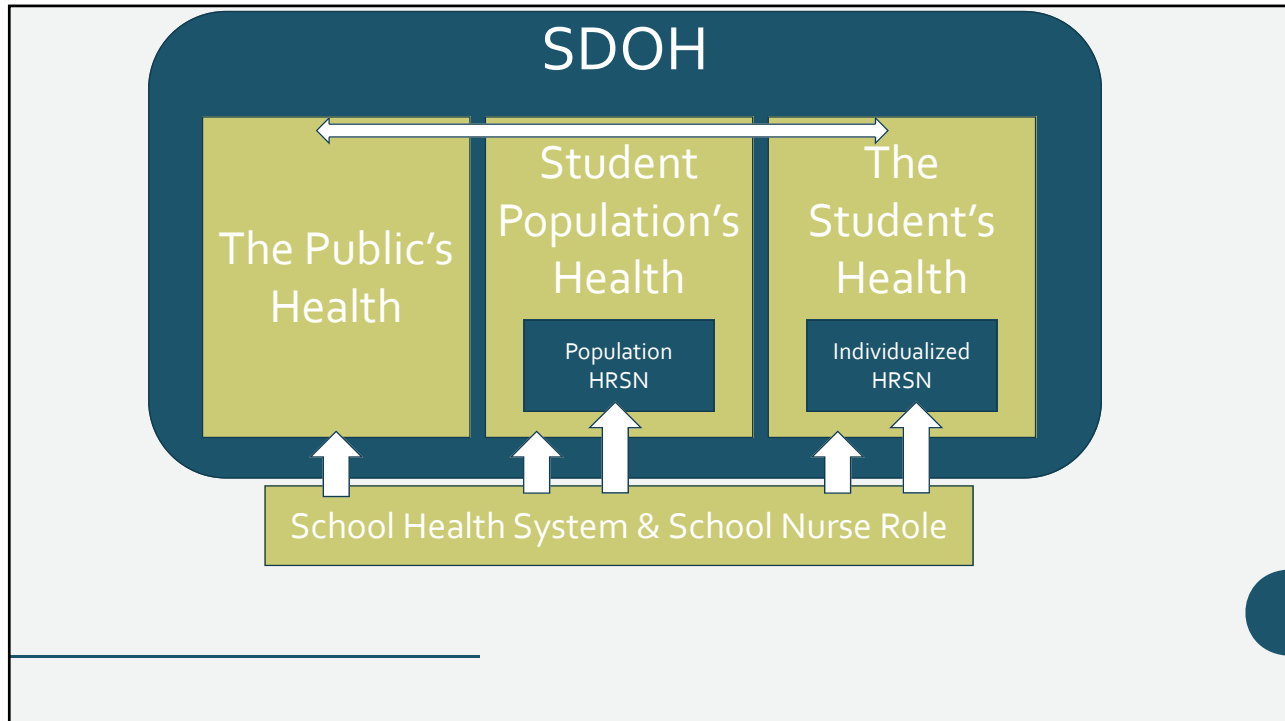 SDOH
The Public’s
Health
Student
Population’s
Health
Population
HRSN
The
Student’s
Health
Individualized
HRSN
School Health System & School Nurse Role